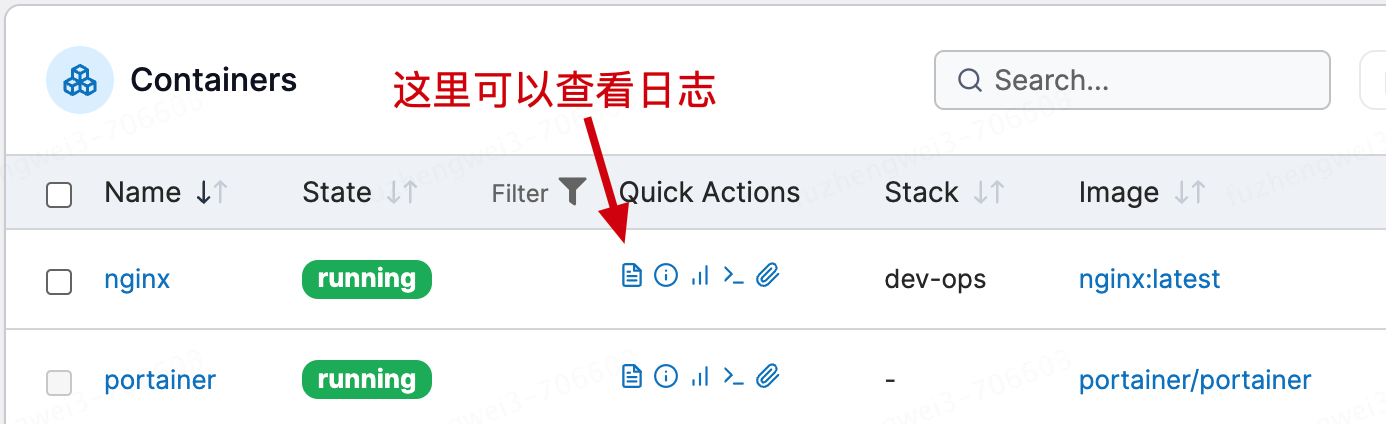 Containers
这里可以查看日志
Search...
Name State Filter Quick Actions Stack Image
nginx running dev-ops nginx:latest
portainer running - portainer/portainer
fuzhengwei3-706603